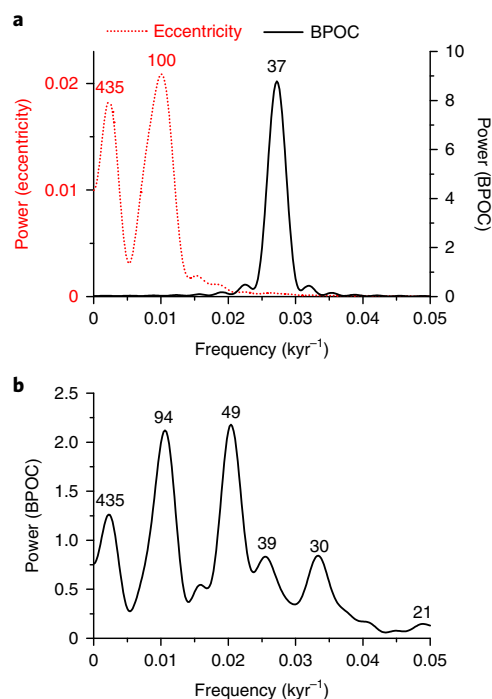 a
Eccentricity BPOC
435 100 37
Power (eccentricity)
0.02
0.01
0
Power (BPOC)
10
8
6
4
2
0
0 0.01 0.02 0.03 0.04 0.05
Frequency (kyr⁻¹)
b
Power (BPOC)
2.5
2.0
1.5
1.0
0.5
0
435 94 49 39 30 21
0 0.01 0.02 0.03 0.04 0.05
Frequency (kyr⁻¹)